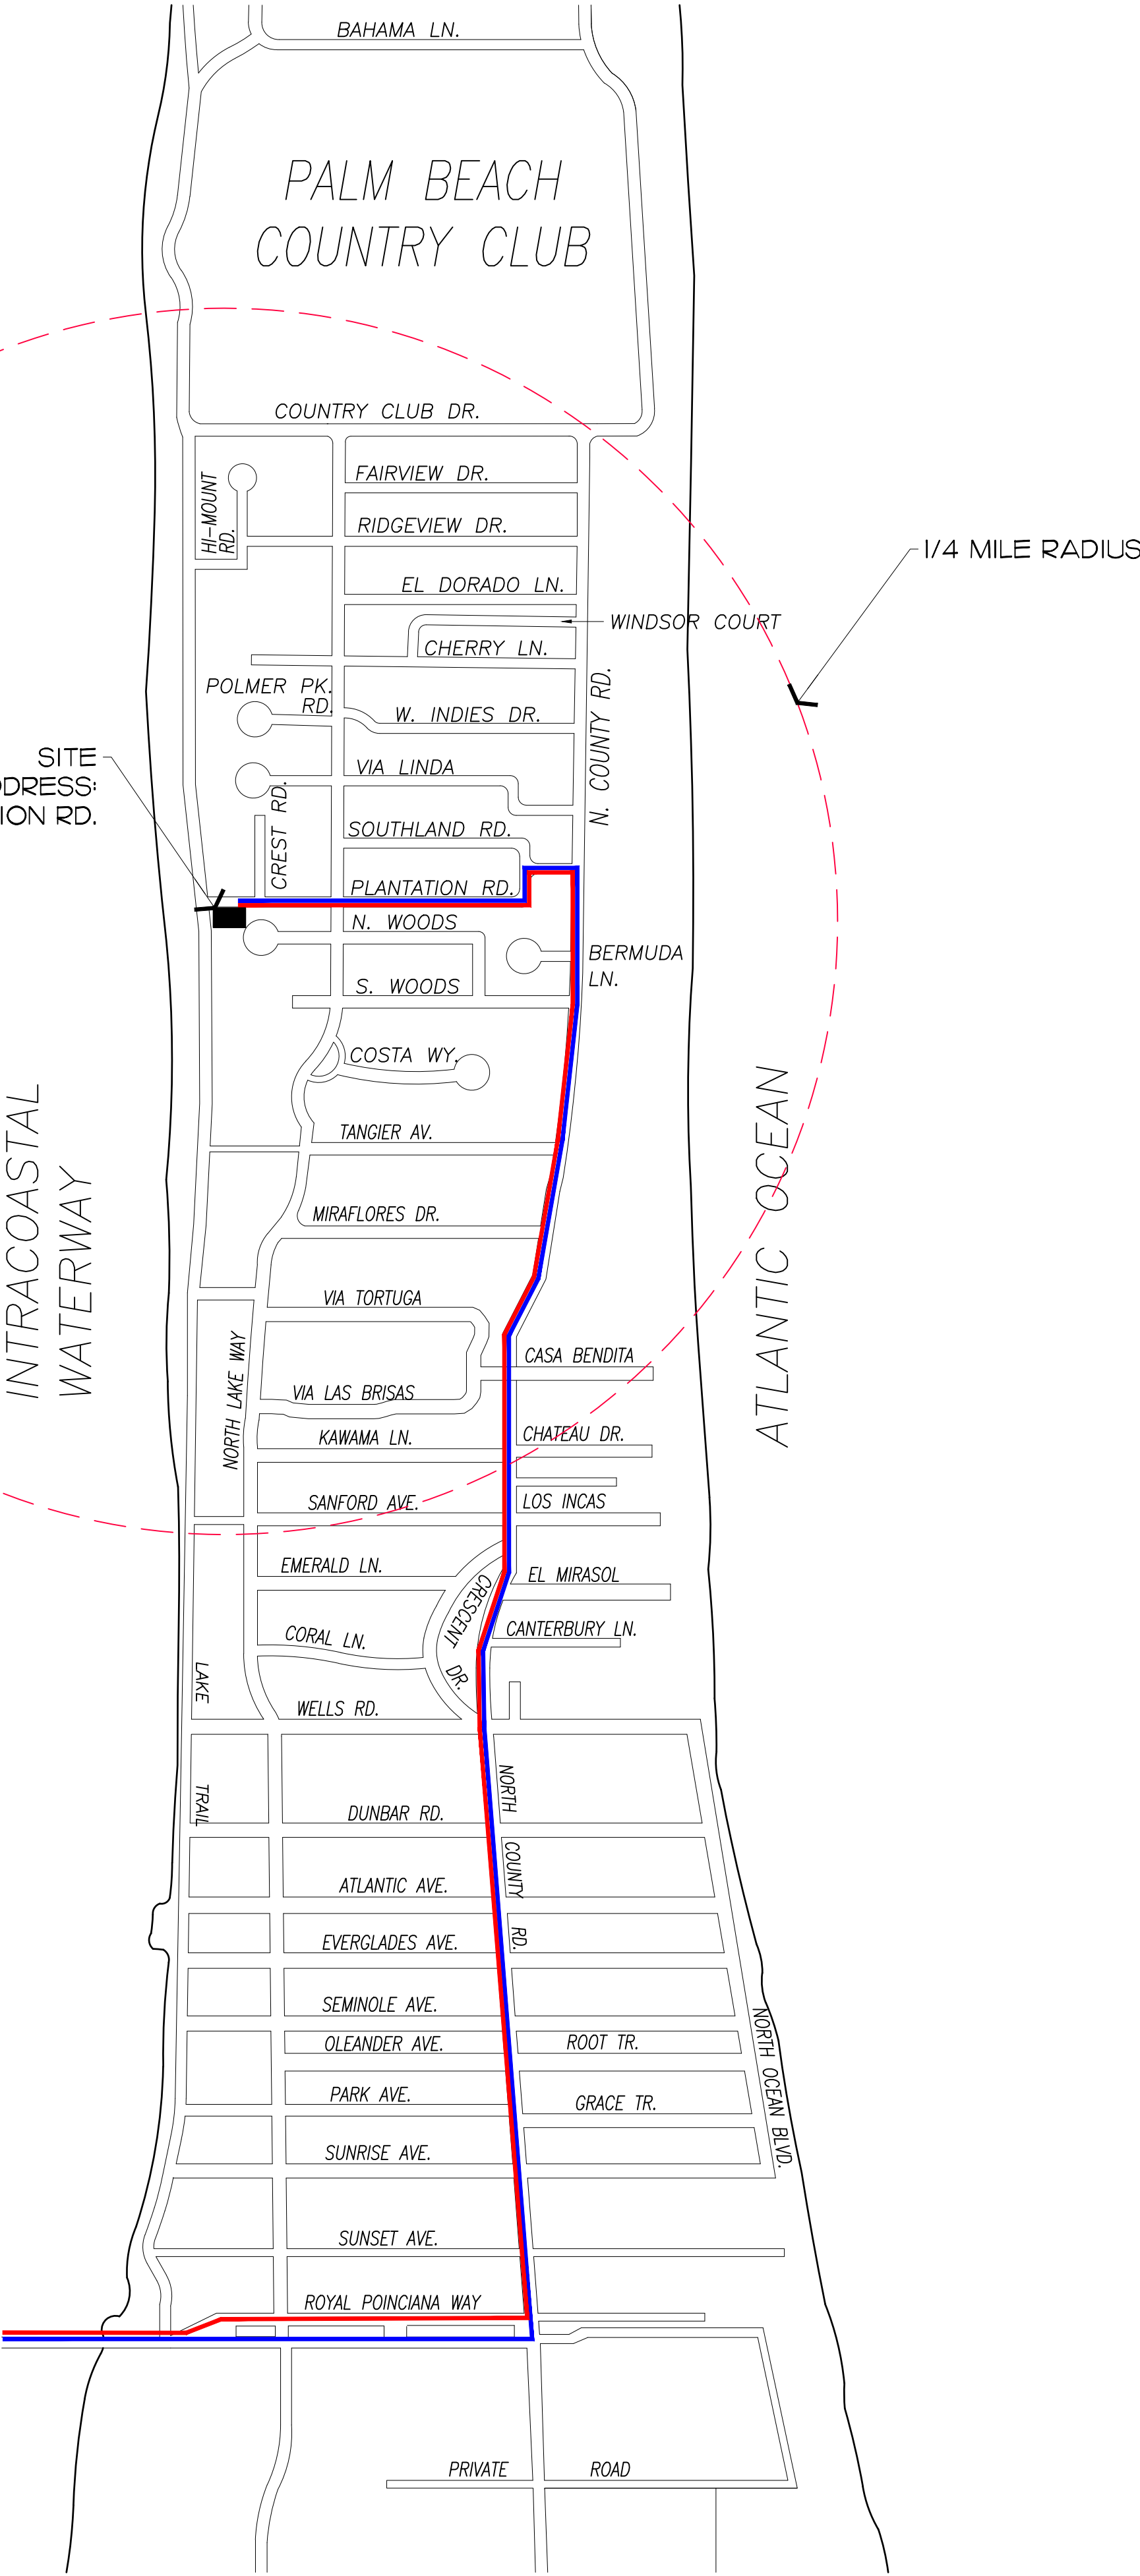 BAHAMA LN.
PALM BEACH
COUNTRY CLUB
COUNTRY CLUB DR.
HI-MOUNT
RD.
FAIRVIEW DR.
RIDGEVIEW DR.
1/4 MILE RADIUS
EL DORADO LN.
WINDSOR COURT
CHERRY LN.
POLMER PK.
RD.
W. INDIES DR.
N. COUNTY RD.
SITE
DDRESS:
ION RD.
VIA LINDA
CREST RD.
SOUTHLAND RD.
PLANTATION RD.
N. WOODS
BERMUDA
LN.
S. WOODS
COSTA WY.
INTRACOASTAL
WATERWAY
ATLANTIC OCEAN
TANGIER AV.
MIRAFLORES DR.
VIA TORTUGA
NORTH LAKE WAY
CASA BENDITA
VIA LAS BRISAS
KAWAMA LN.
CHATEAU DR.
SANFORD AVE.
LOS INCAS
EMERALD LN.
EL MIRASOL
CRESCENT DR.
CORAL LN.
CANTERBURY LN.
LAKE TRAIL
WELLS RD.
NORTH COUNTY RD.
DUNBAR RD.
ATLANTIC AVE.
EVERGLADES AVE.
SEMINOLE AVE.
OLEANDER AVE.
ROOT TR.
NORTH OCEAN BLVD.
PARK AVE.
GRACE TR.
SUNRISE AVE.
SUNSET AVE.
ROYAL POINCIANA WAY
PRIVATE ROAD